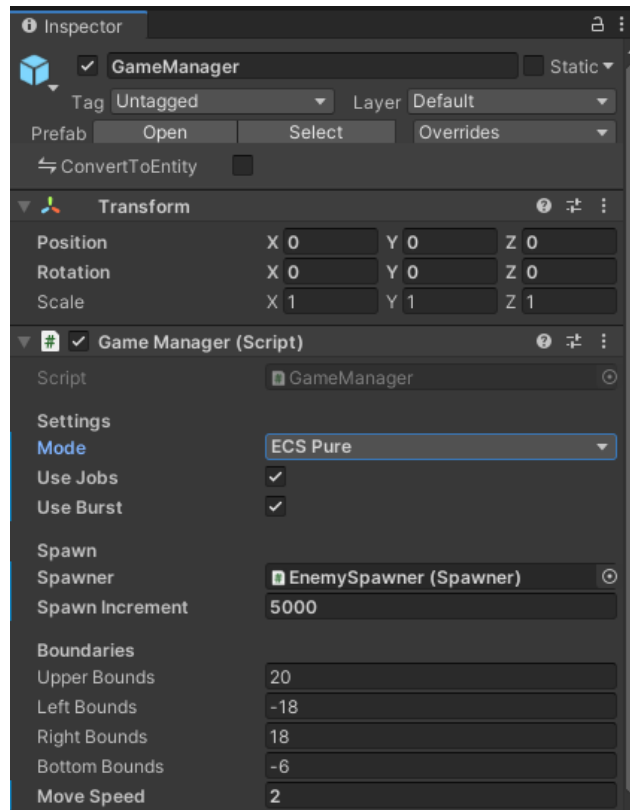 Inspector
GameManager Static
Tag Untagged Layer Default
Prefab Open Select Overrides
ConvertToEntity
Transform
Position X 0 Y 0 Z 0
Rotation X 0 Y 0 Z 0
Scale X 1 Y 1 Z 1
# Game Manager (Script)
Script # GameManager
Settings
Mode ECS Pure
Use Jobs
Use Burst
Spawn
Spawner # EnemySpawner (Spawner)
Spawn Increment 5000
Boundaries
Upper Bounds 20
Left Bounds -18
Right Bounds 18
Bottom Bounds -6
Move Speed 2